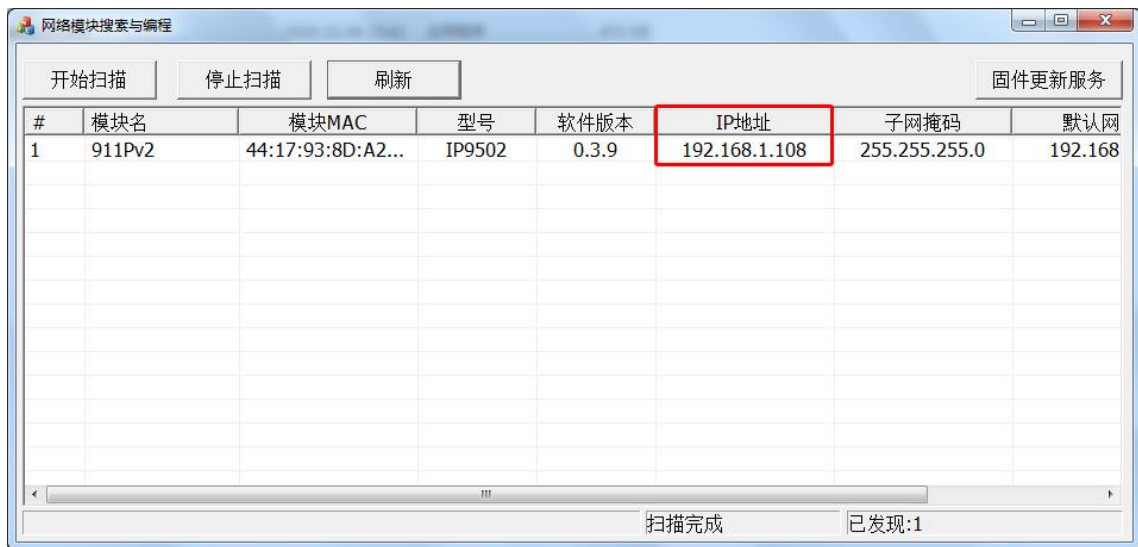 网络模块搜索与编程
开始扫描 停止扫描 刷新 固件更新服务
# 模块名 模块MAC 型号 软件版本 IP地址 子网掩码 默认网
1 911Pv2 44:17:93:8D:A2... IP9502 0.3.9 192.168.1.108 255.255.255.0 192.168
扫描完成 已发现:1